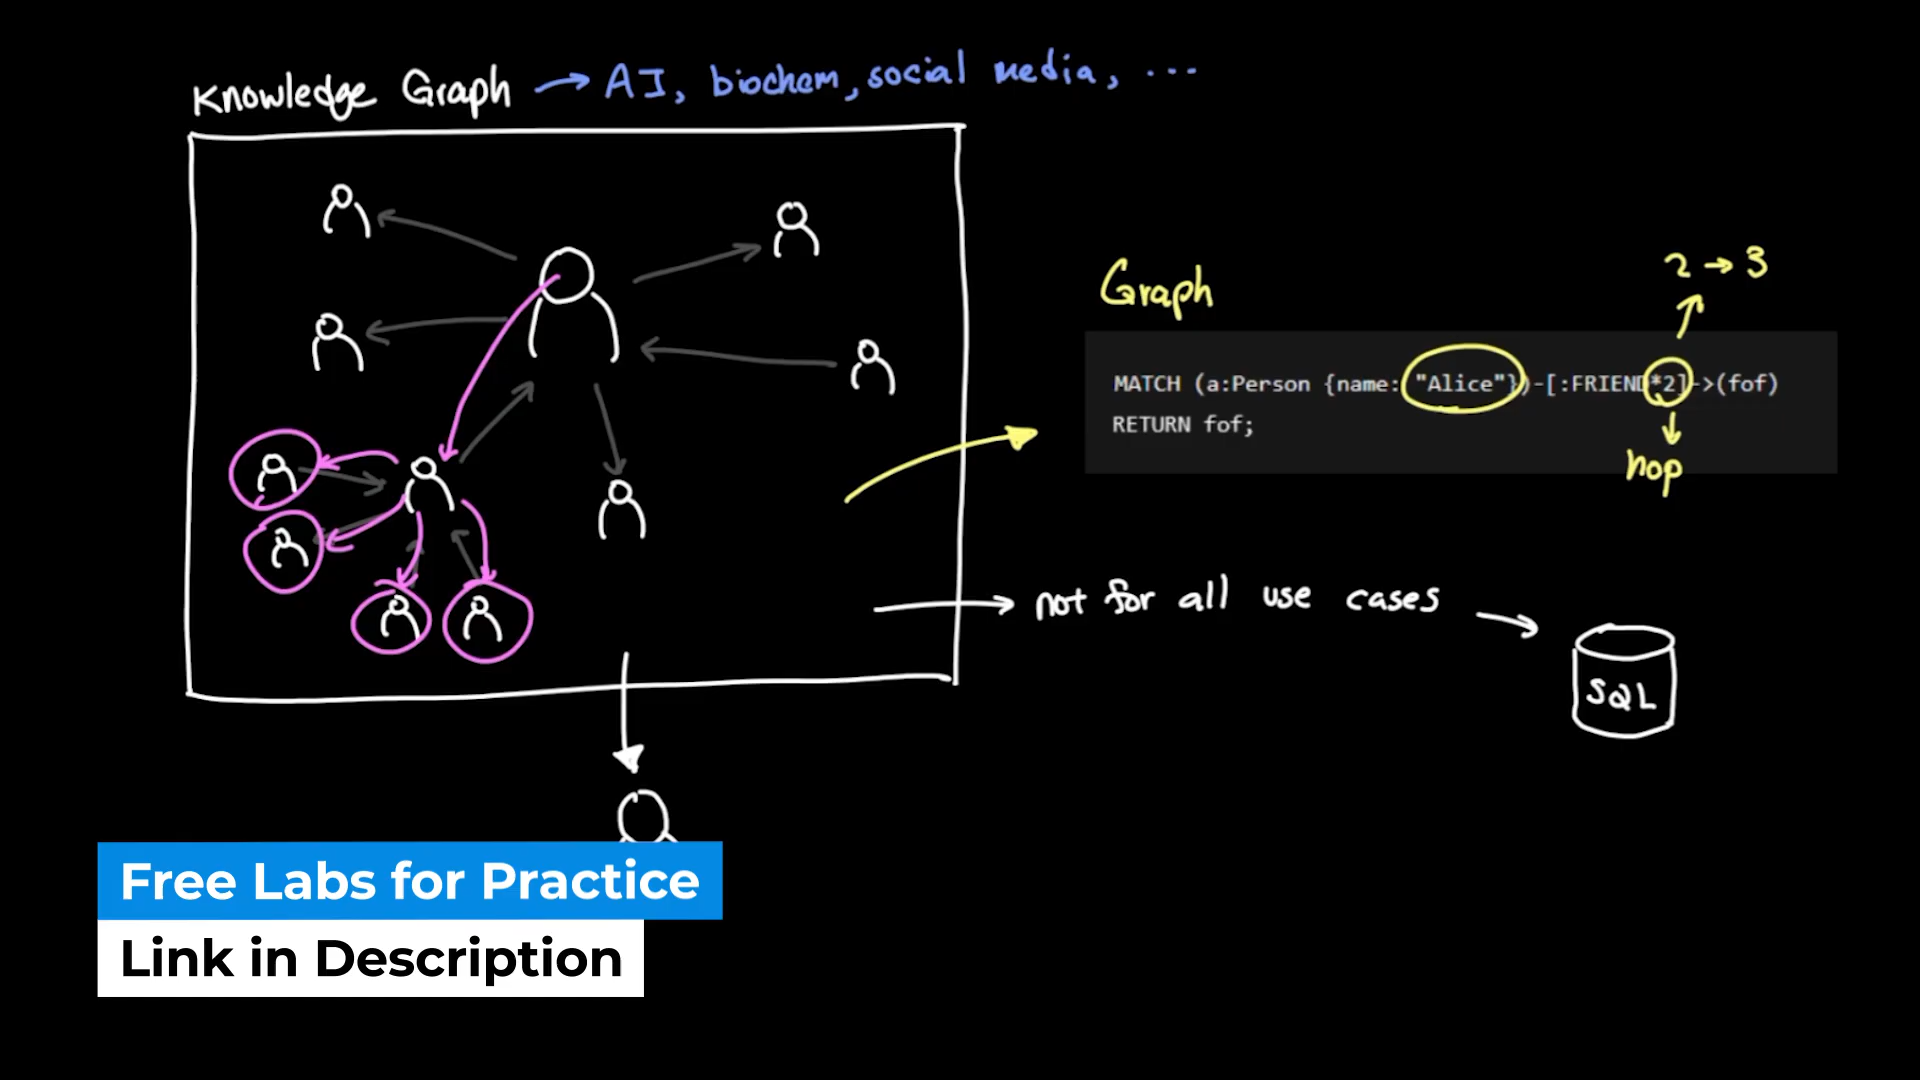 Knowledge Graph → AI, biochem, social media, ...
2 → 3
Graph
MATCH (a:Person {name: "Alice"})-[:FRIEND*2]->(fof)
RETURN fof;
hop
not for all use cases
SQL
Free Labs for Practice
Link in Description